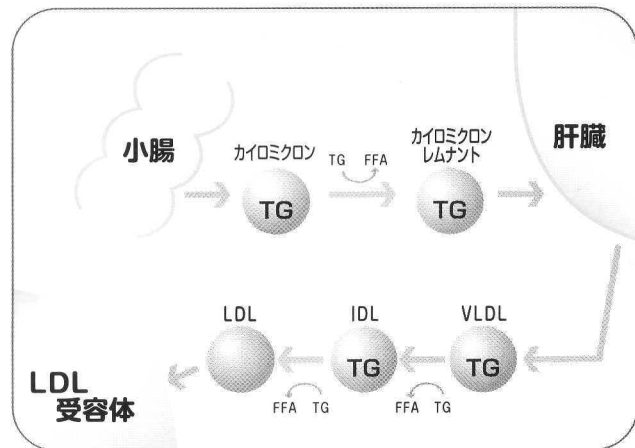 小腸
カイロミクロン
TG
TG FFA
カイロミクロン
レムナント
TG
肝臓
VLDL
TG
FFA TG
IDL
TG
FFA TG
LDL
LDL
受容体